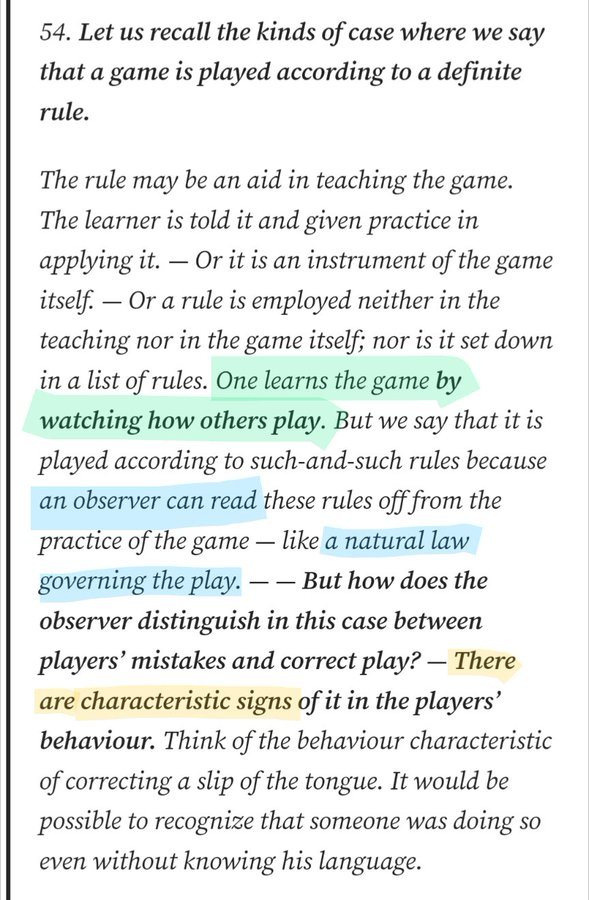 54. Let us recall the kinds of case where we say
that a game is played according to a definite
rule.
The rule may be an aid in teaching the game.
The learner is told it and given practice in
applying it. — Or it is an instrument of the game
itself. — Or a rule is employed neither in the
teaching nor in the game itself; nor is it set down
in a list of rules. One learns the game by
watching how others play. But we say that it is
played according to such-and-such rules because
an observer can read these rules off from the
practice of the game — like a natural law
governing the play. — — But how does the
observer distinguish in this case between
players’ mistakes and correct play? — There
are characteristic signs of it in the players’
behaviour. Think of the behaviour characteristic
of correcting a slip of the tongue. It would be
possible to recognize that someone was doing so
even without knowing his language.